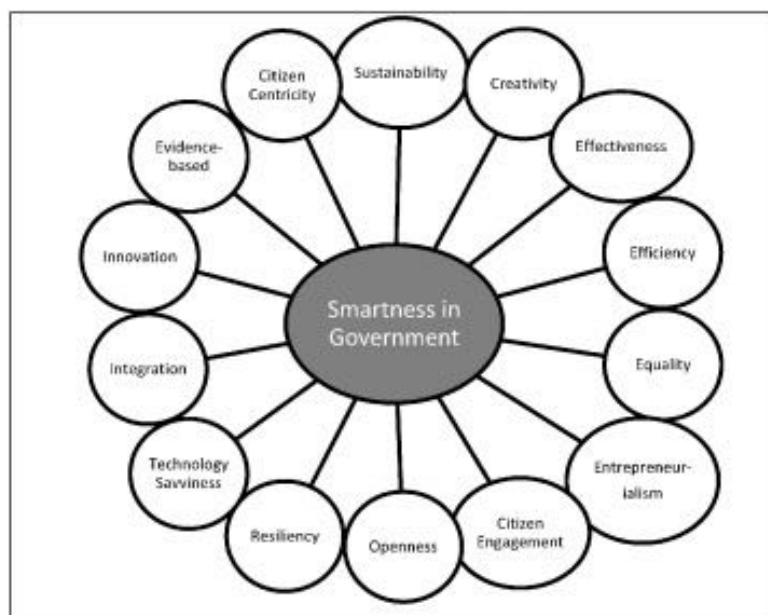 Sustainability
Creativity
Effectiveness
Efficiency
Equality
Entrepreneur-
ialism
Citizen
Engagement
Openness
Resiliency
Technology
Savviness
Integration
Innovation
Evidence-
based
Citizen
Centricity
Smartness in
Government